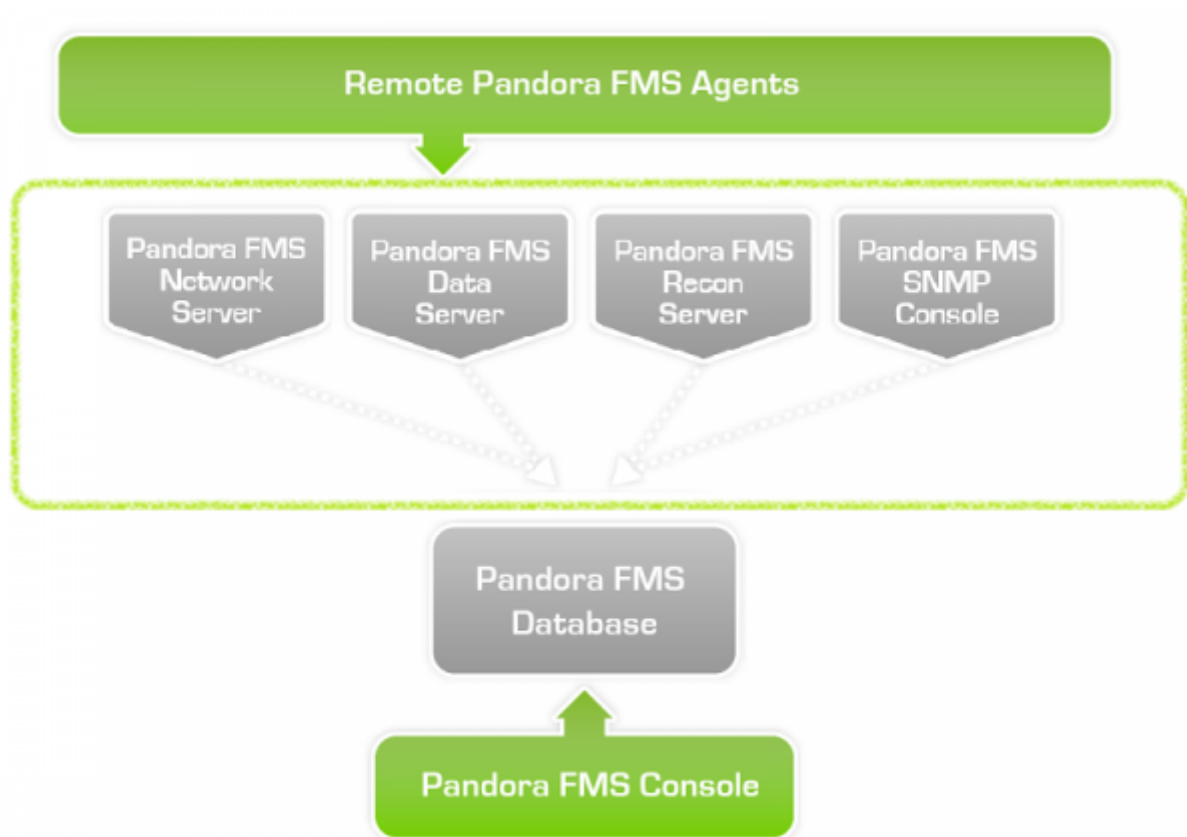 Remote Pandora FMS Agents
Pandora FMS
Network
Server
Pandora FMS
Data
Server
Pandora FMS
Recon
Server
Pandora FMS
SNMP
Console
Pandora FMS
Database
Pandora FMS Console